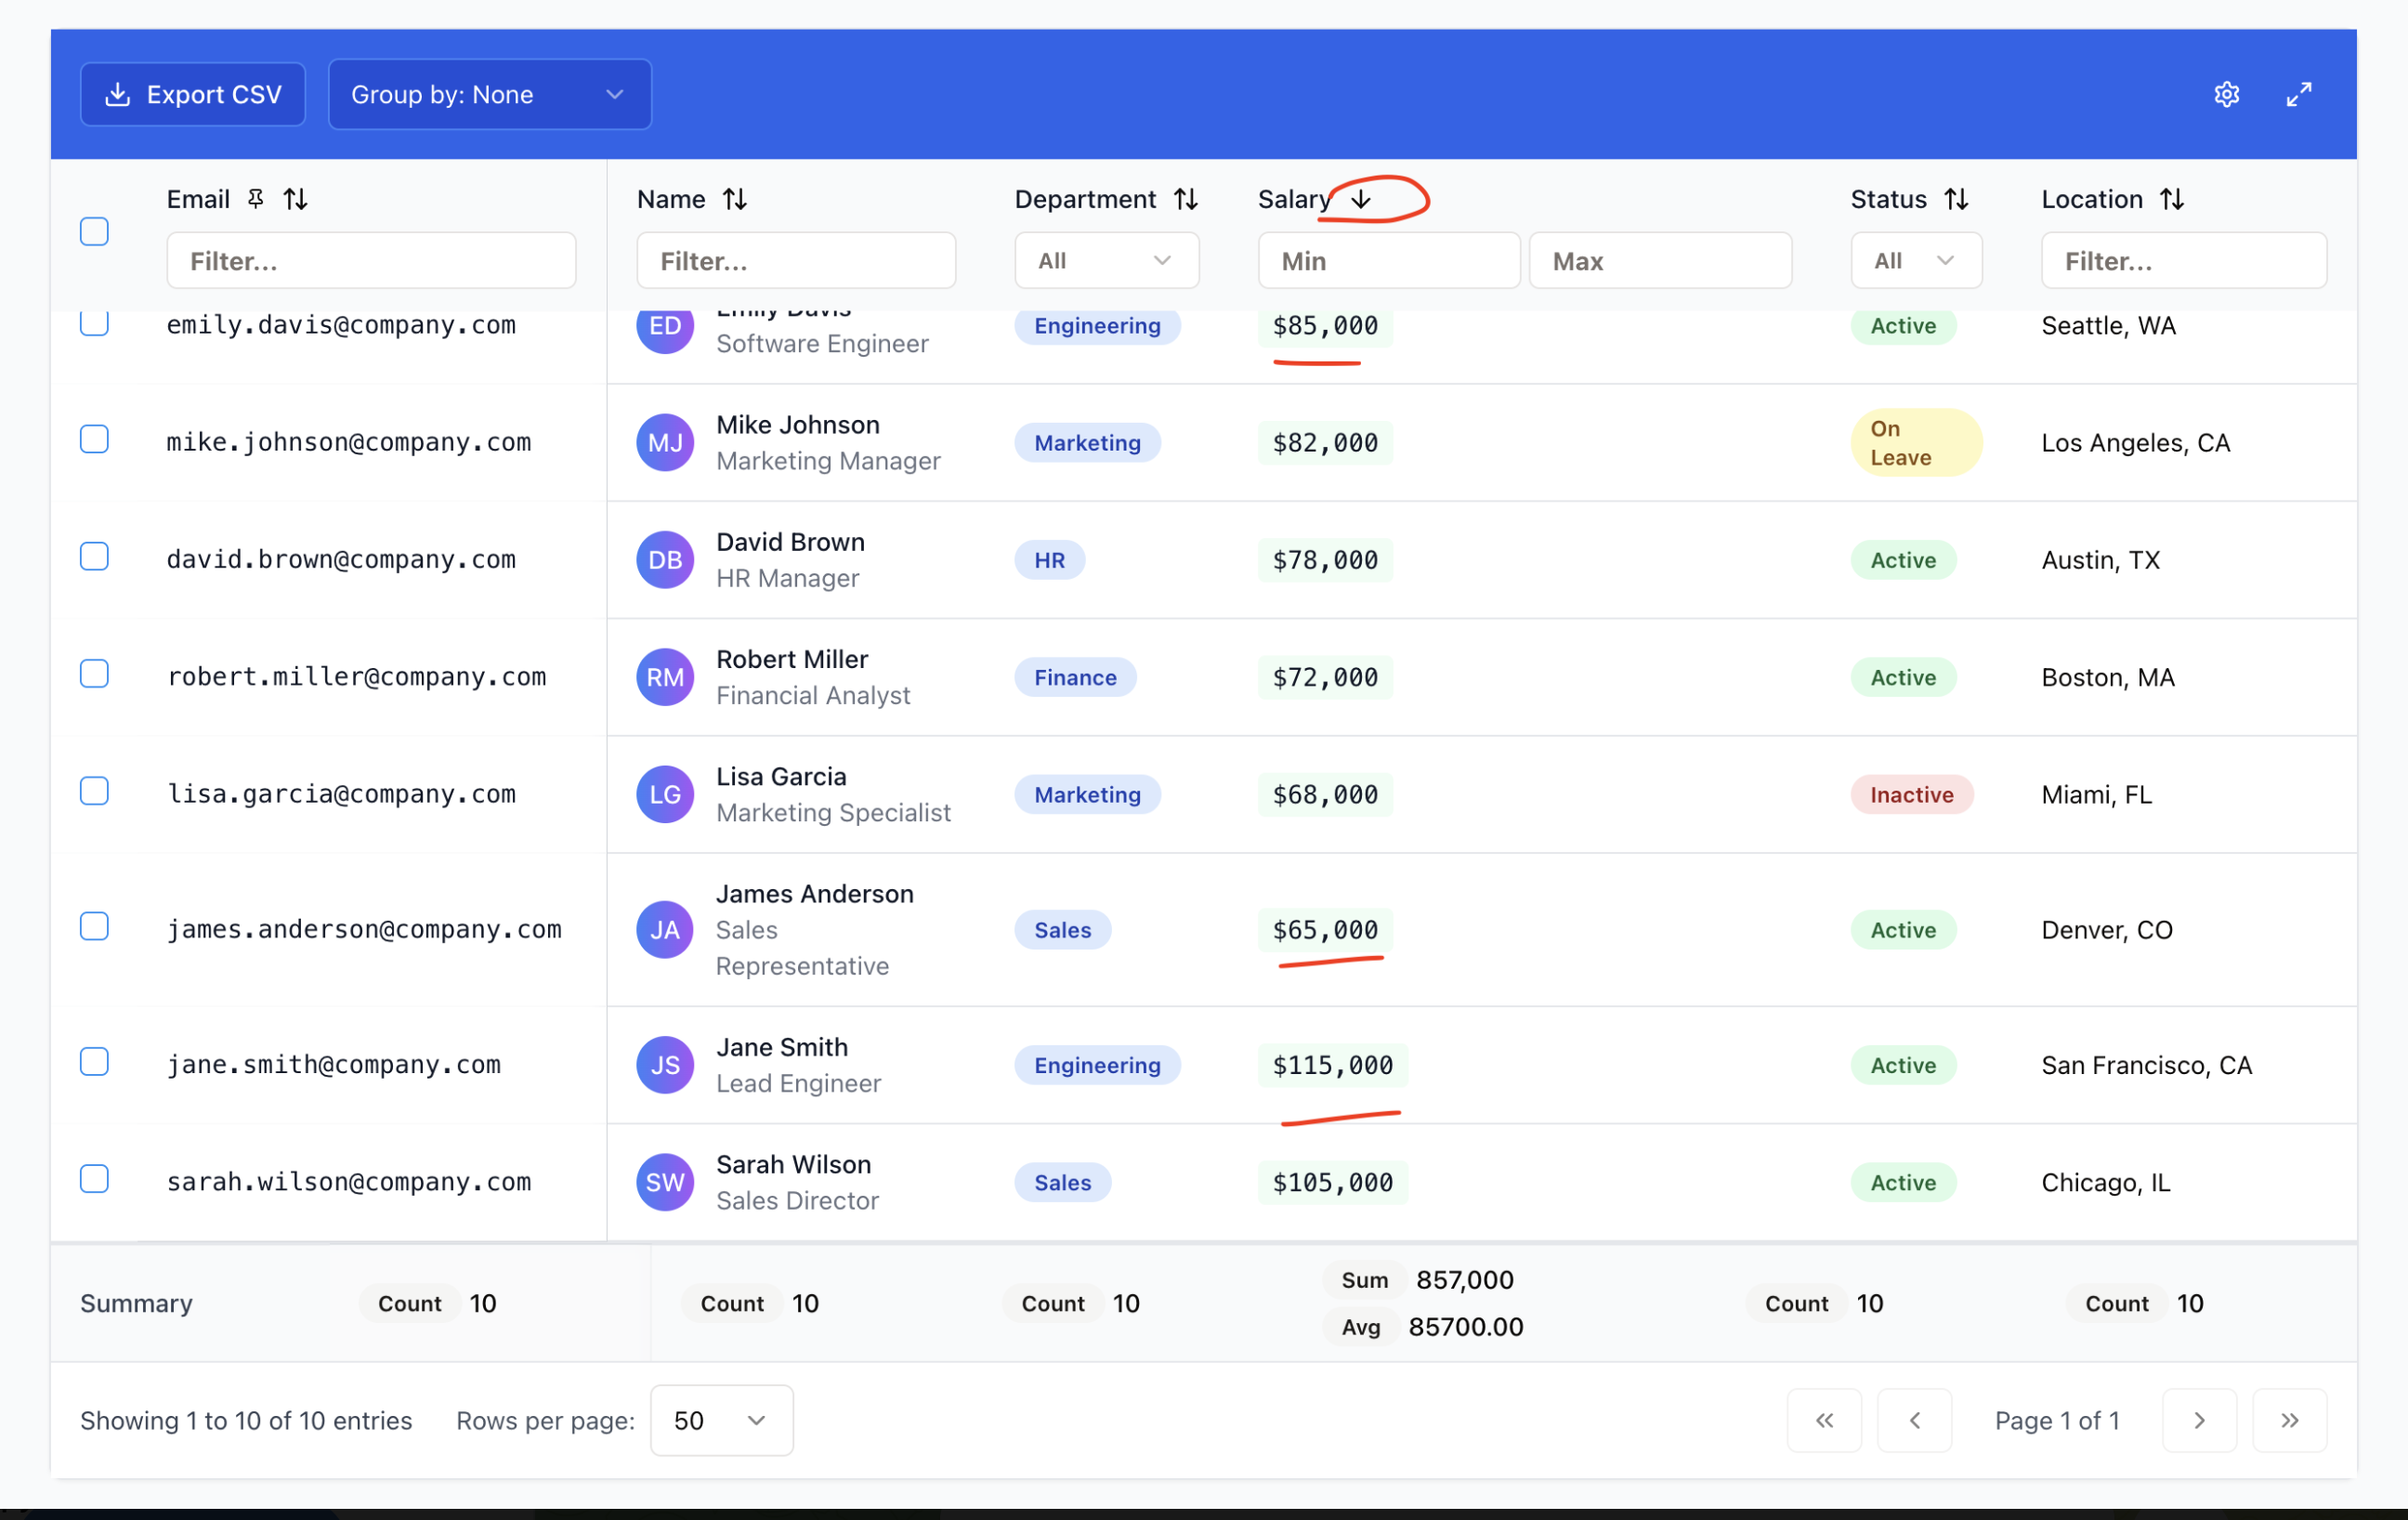 Export CSV
Group by: None
Email
Name
Department
Salary
Status
Location
Filter...
Filter...
All
Min
Max
All
Filter...
emily.davis@company.com
ED
Emily Davis
Software Engineer
Engineering
$85,000
Active
Seattle, WA
mike.johnson@company.com
MJ
Mike Johnson
Marketing Manager
Marketing
$82,000
On
Leave
Los Angeles, CA
david.brown@company.com
DB
David Brown
HR Manager
HR
$78,000
Active
Austin, TX
robert.miller@company.com
RM
Robert Miller
Financial Analyst
Finance
$72,000
Active
Boston, MA
lisa.garcia@company.com
LG
Lisa Garcia
Marketing Specialist
Marketing
$68,000
Inactive
Miami, FL
james.anderson@company.com
JA
James Anderson
Sales
Representative
Sales
$65,000
Active
Denver, CO
jane.smith@company.com
JS
Jane Smith
Lead Engineer
Engineering
$115,000
Active
San Francisco, CA
sarah.wilson@company.com
SW
Sarah Wilson
Sales Director
Sales
$105,000
Active
Chicago, IL
Summary
Count 10
Count 10
Count 10
Sum 857,000
Avg 85700.00
Count 10
Count 10
Showing 1 to 10 of 10 entries
Rows per page:
50
Page 1 of 1